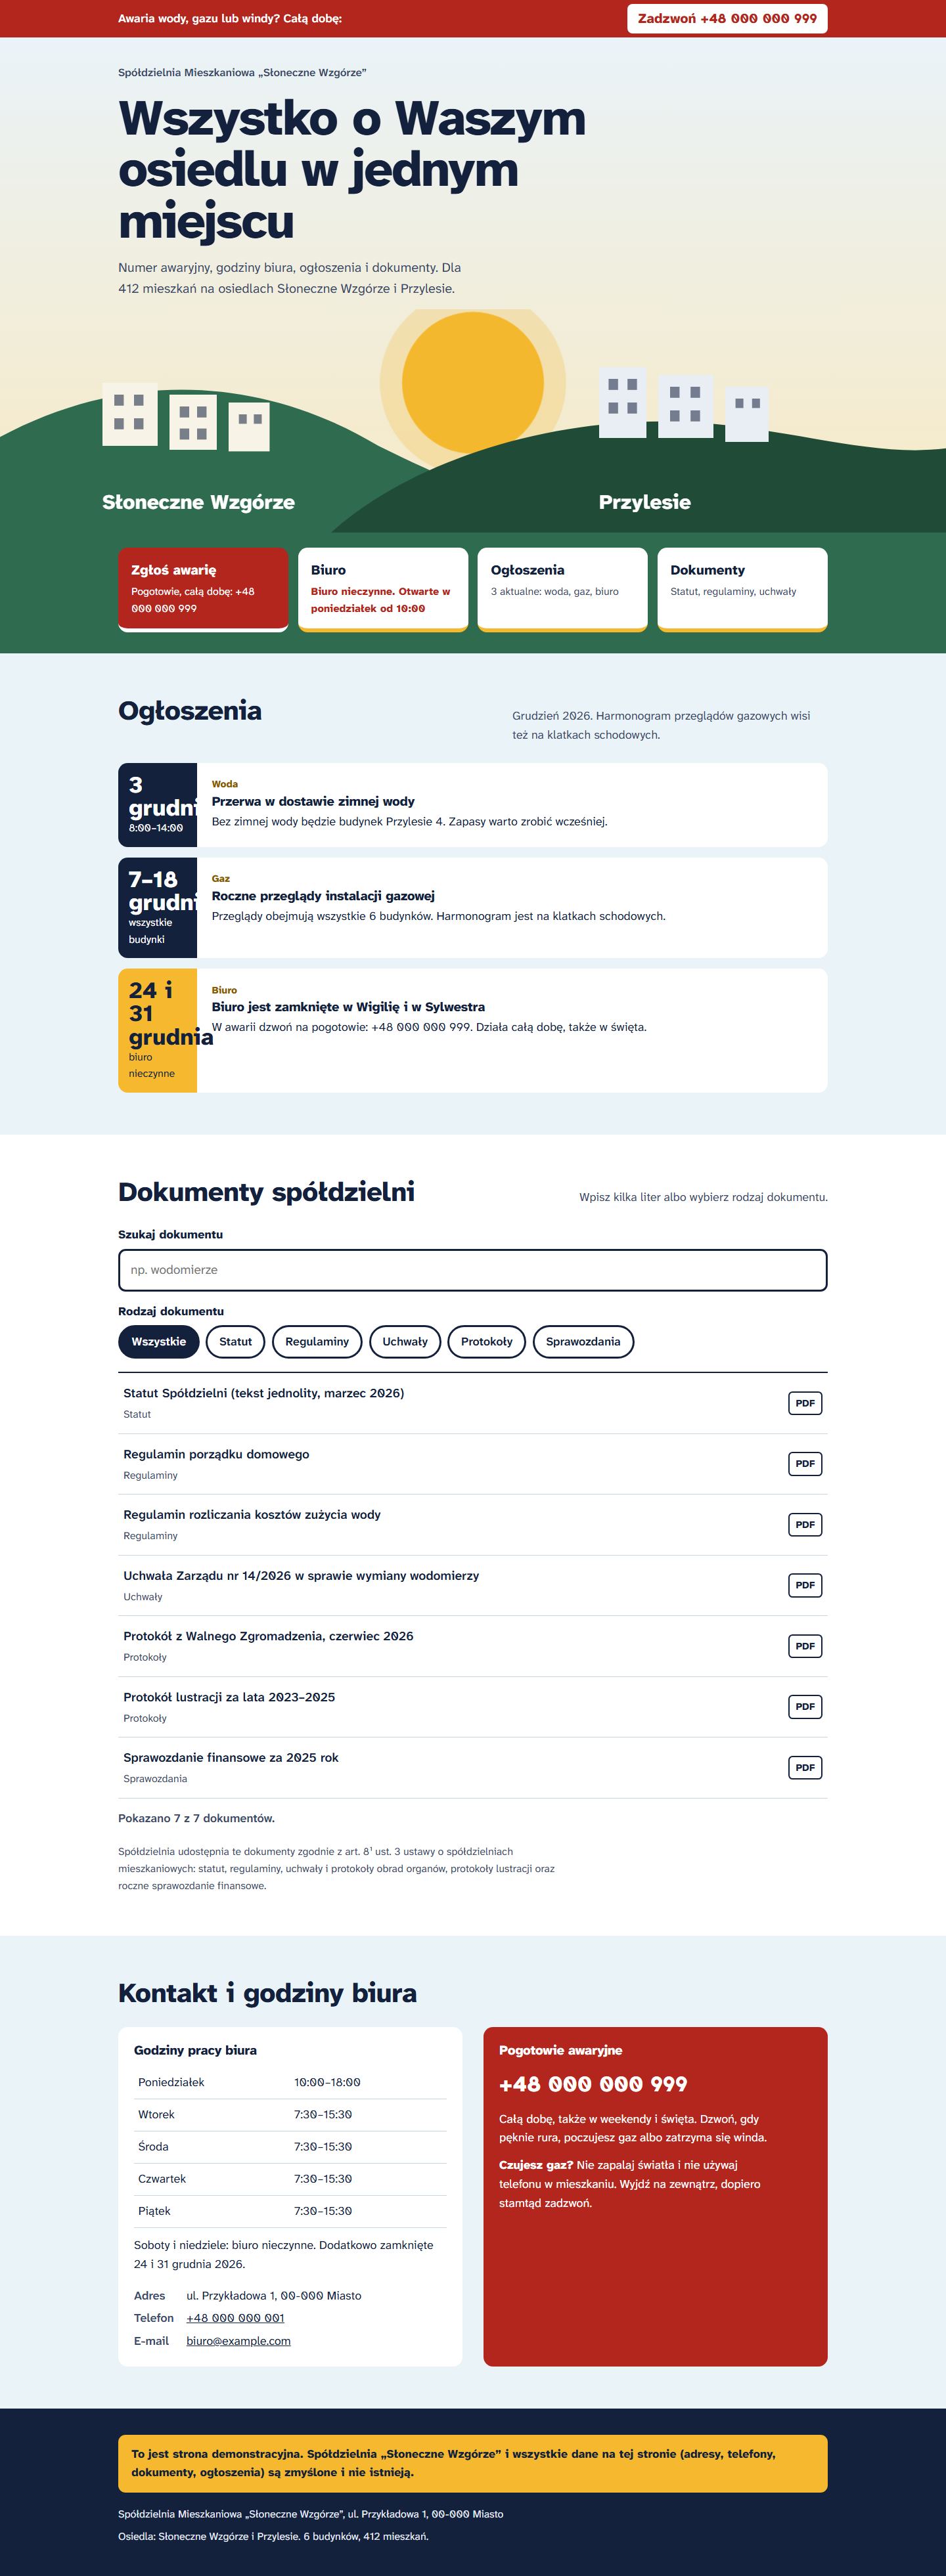 Awaria wody, gazu lub windy? Całą dobę:
Zadzwoń +48 000 000 999
Spółdzielnia Mieszkaniowa „Słoneczne Wzgórze”
Wszystko o Waszym
osiedlu w jednym
miejscu
Numer awaryjny, godziny biura, ogłoszenia i dokumenty. Dla
412 mieszkań na osiedlach Słoneczne Wzgórze i Przylesie.
Słoneczne Wzgórze
Przylesie
Zgłoś awarię
Pogotowie, całą dobę: +48
000 000 999
Biuro
Biuro nieczynne. Otwarte w
poniedziałek od 10:00
Ogłoszenia
3 aktualne: woda, gaz, biuro
Dokumenty
Statut, regulaminy, uchwały
Ogłoszenia
Grudzień 2026. Harmonogram przeglądów gazowych wisi
też na klatkach schodowych.
3
grudni
8:00–14:00
Woda
Przerwa w dostawie zimnej wody
Bez zimnej wody będzie budynek Przylesie 4. Zapasy warto zrobić wcześniej.
7–18
grudni
wszystkie
budynki
Gaz
Roczne przeglądy instalacji gazowej
Przeglądy obejmują wszystkie 6 budynków. Harmonogram jest na klatkach schodowych.
24 i
31
grudnia
biuro
nieczynne
Biuro
Biuro jest zamknięte w Wigilię i w Sylwestra
W awarii dzwoń na pogotowie: +48 000 000 999. Działa całą dobę, także w święta.
Dokumenty spółdzielni
Wpisz kilka liter albo wybierz rodzaj dokumentu.
Szukaj dokumentu
np. wodomierze
Rodzaj dokumentu
Wszystkie
Statut
Regulaminy
Uchwały
Protokoły
Sprawozdania
Statut Spółdzielni (tekst jednolity, marzec 2026)
Statut
PDF
Regulamin porządku domowego
Regulaminy
PDF
Regulamin rozliczania kosztów zużycia wody
Regulaminy
PDF
Uchwała Zarządu nr 14/2026 w sprawie wymiany wodomierzy
Uchwały
PDF
Protokół z Walnego Zgromadzenia, czerwiec 2026
Protokoły
PDF
Protokół lustracji za lata 2023–2025
Protokoły
PDF
Sprawozdanie finansowe za 2025 rok
Sprawozdania
PDF
Pokazano 7 z 7 dokumentów.
Spółdzielnia udostępnia te dokumenty zgodnie z art. 8¹ ust. 3 ustawy o spółdzielniach
mieszkaniowych: statut, regulaminy, uchwały i protokoły obrad organów, protokoły lustracji oraz
roczne sprawozdanie finansowe.
Kontakt i godziny biura
Godziny pracy biura
Poniedziałek 10:00–18:00
Wtorek 7:30–15:30
Środa 7:30–15:30
Czwartek 7:30–15:30
Piątek 7:30–15:30
Soboty i niedziele: biuro nieczynne. Dodatkowo zamknięte
24 i 31 grudnia 2026.
Adres ul. Przykładowa 1, 00-000 Miasto
Telefon +48 000 000 001
E-mail biuro@example.com
Pogotowie awaryjne
+48 000 000 999
Całą dobę, także w weekendy i święta. Dzwoń, gdy
pęknie rura, poczujesz gaz albo zatrzyma się winda.
Czujesz gaz? Nie zapalaj światła i nie używaj
telefonu w mieszkaniu. Wyjdź na zewnątrz, dopiero
stamtąd zadzwoń.
To jest strona demonstracyjna. Spółdzielnia „Słoneczne Wzgórze” i wszystkie dane na tej stronie (adresy, telefony,
dokumenty, ogłoszenia) są zmyślone i nie istnieją.
Spółdzielnia Mieszkaniowa „Słoneczne Wzgórze”, ul. Przykładowa 1, 00-000 Miasto
Osiedla: Słoneczne Wzgórze i Przylesie. 6 budynków, 412 mieszkań.